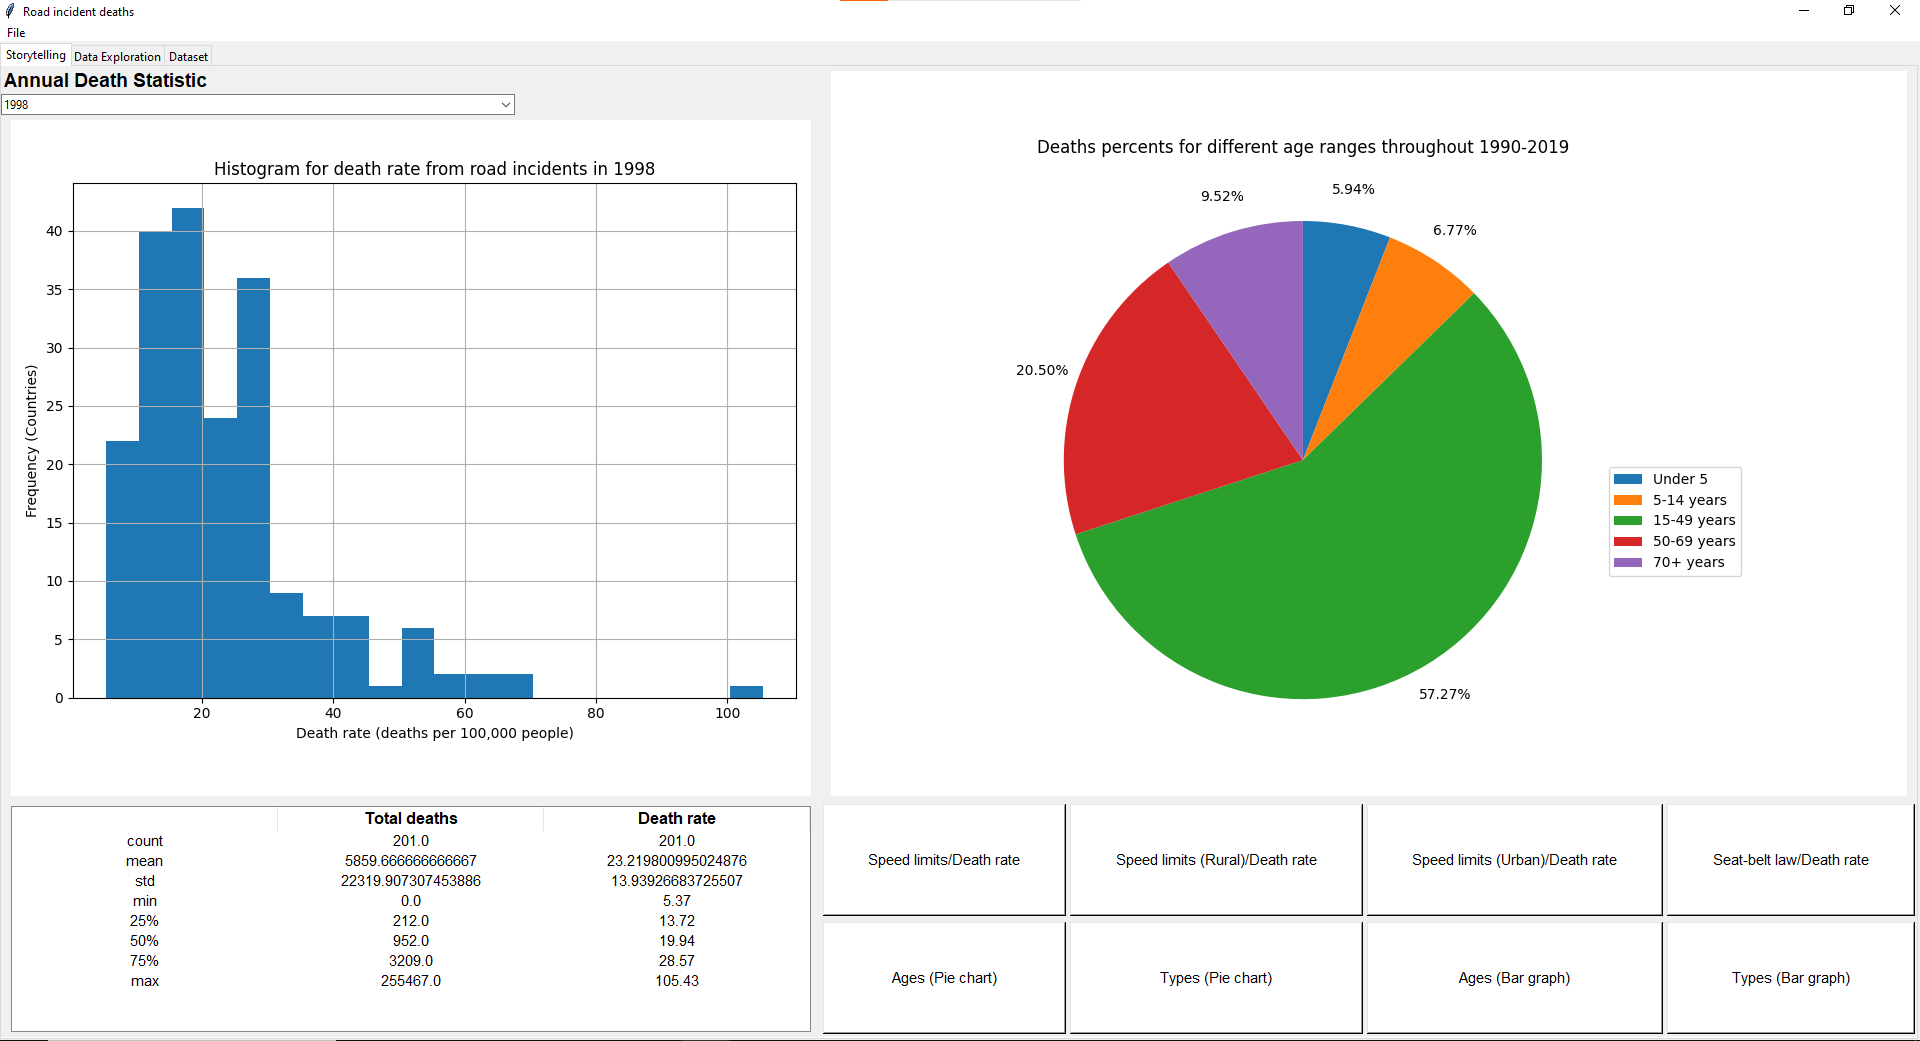 Road incident deaths
File
Storytelling Data Exploration Dataset
Annual Death Statistic
1998
Histogram for death rate from road incidents in 1998
Frequency (Countries)
40
35
30
25
20
15
10
5
0
20 40 60 80 100
Death rate (deaths per 100,000 people)
Deaths percents for different age ranges throughout 1990-2019
9.52% 5.94%
6.77%
20.50%
57.27%
Under 5
5-14 years
15-49 years
50-69 years
70+ years
Total deaths Death rate
count 201.0 201.0
mean 5859.666666666667 23.219800995024876
std 22319.907307453886 13.93926683725507
min 0.0 5.37
25% 212.0 13.72
50% 952.0 19.94
75% 3209.0 28.57
max 255467.0 105.43
Speed limits/Death rate Speed limits (Rural)/Death rate Speed limits (Urban)/Death rate Seat-belt law/Death rate
Ages (Pie chart) Types (Pie chart) Ages (Bar graph) Types (Bar graph)